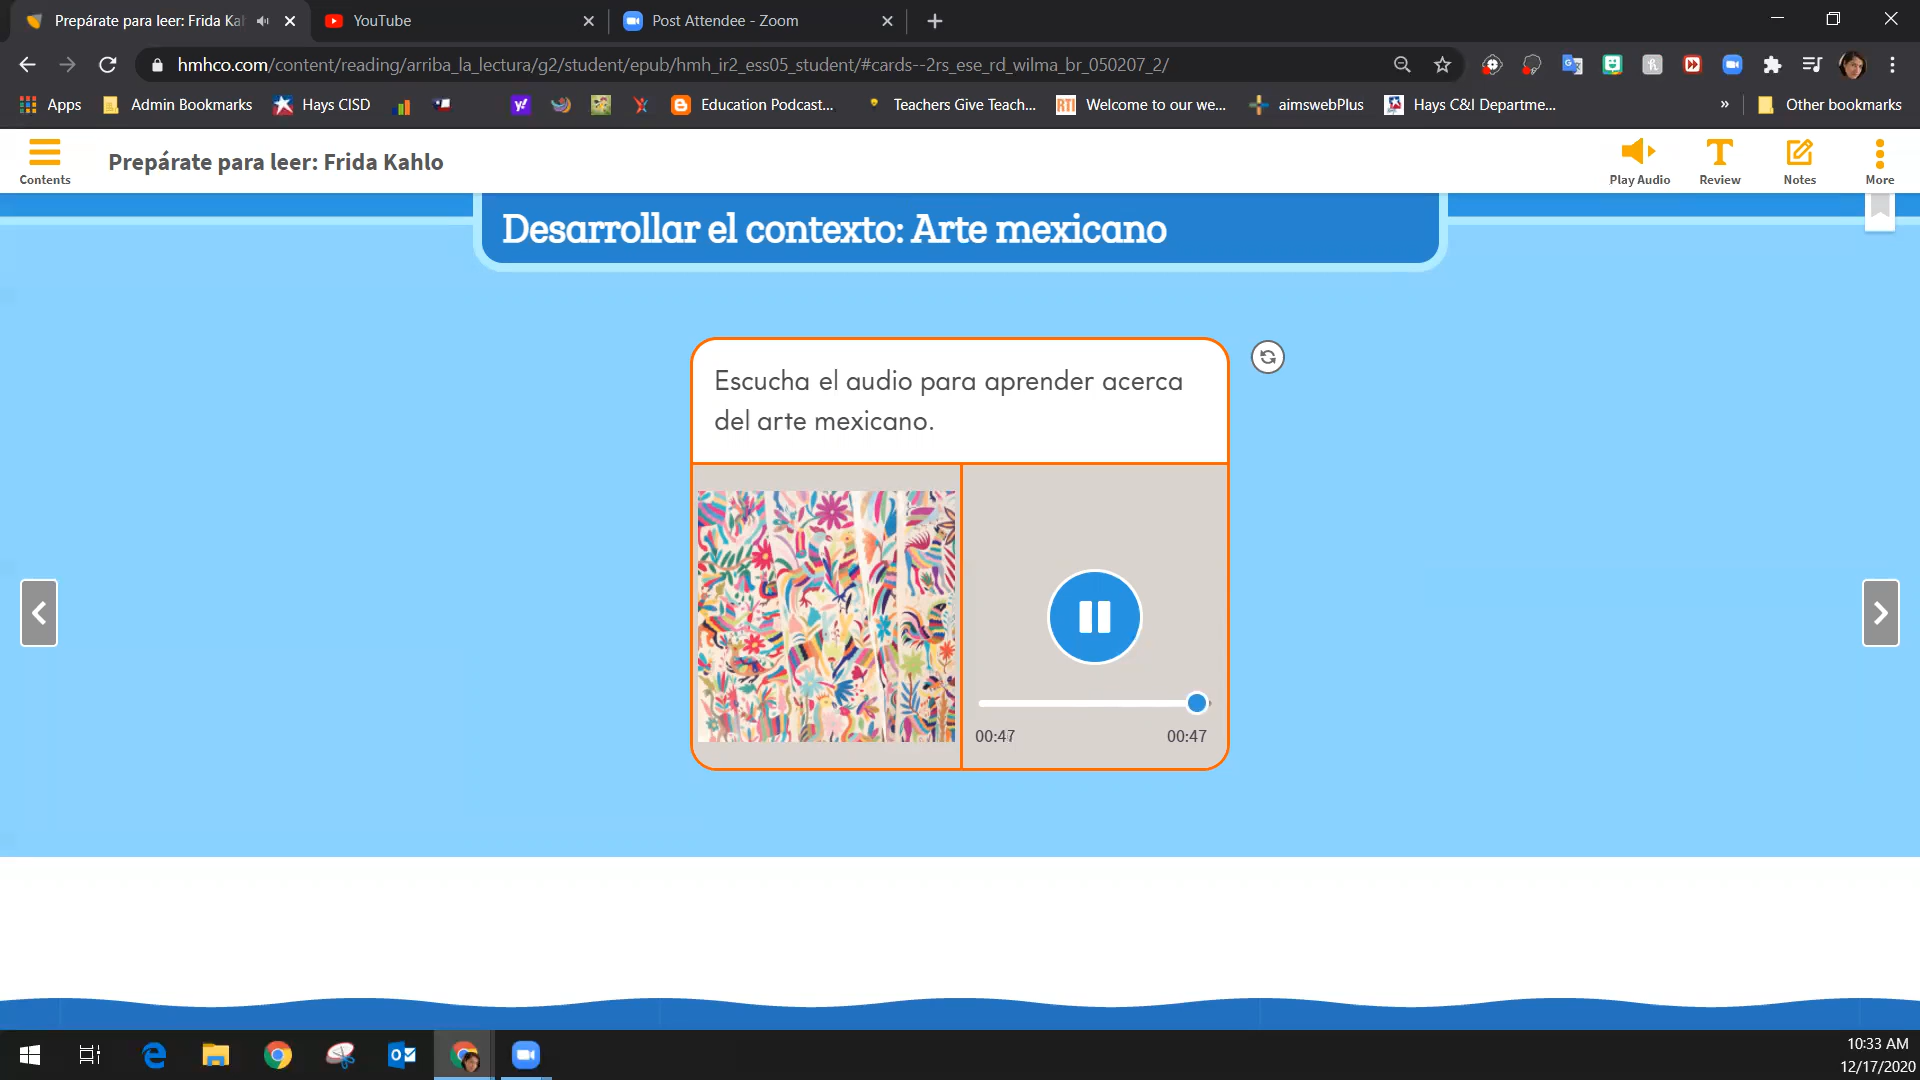 Prepárate para leer: Frida Ka
YouTube
Post Attendee - Zoom
hmhco.com/content/reading/arriba_la_lectura/g2/student/epub/hmh_ir2_ess05_student/#cards--2rs_ese_rd_wilma_br_050207_2/
Apps
Admin Bookmarks
Hays CISD
Education Podcast...
Teachers Give Teach...
RTI
Welcome to our we...
aimswebPlus
Hays C&I Departme...
»
Other bookmarks
Contents
Prepárate para leer: Frida Kahlo
Play Audio
Review
Notes
More
Desarrollar el contexto: Arte mexicano
Escucha el audio para aprender acerca
del arte mexicano.
00:47
00:47
10:33 AM
12/17/2020